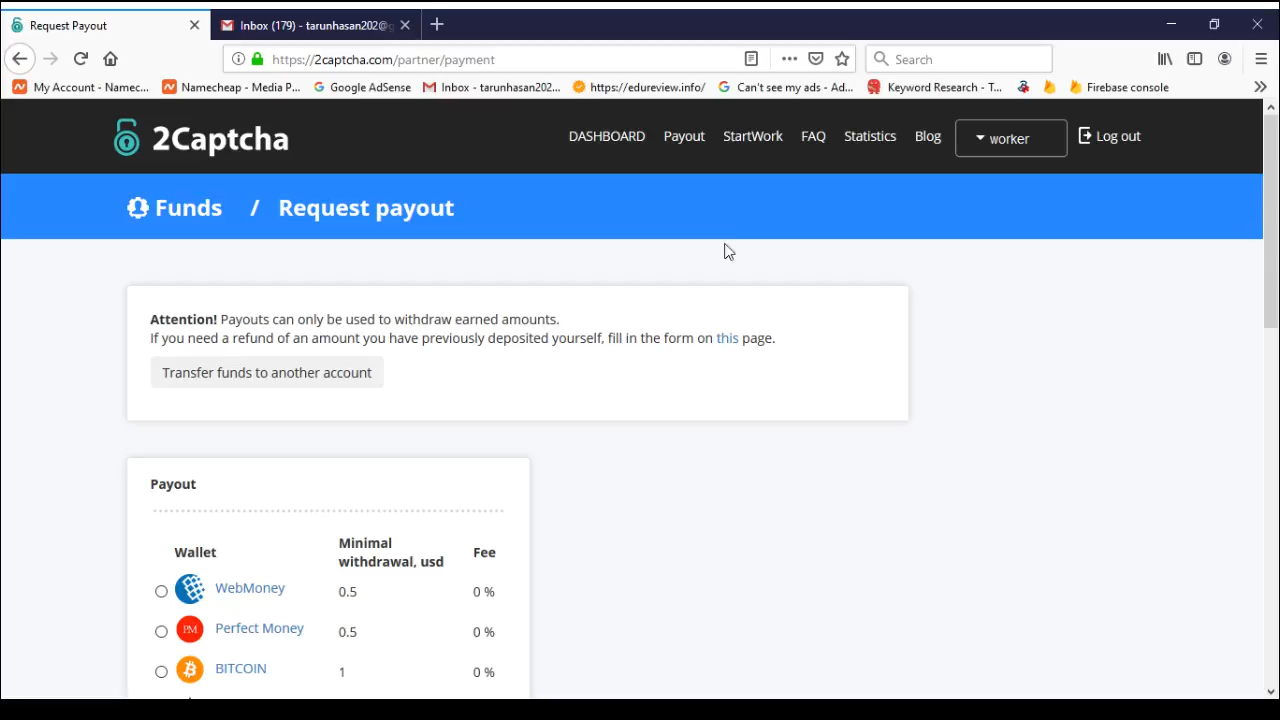 Request Payout
Inbox (179) - tarunhasan202@g
https://2captcha.com/partner/payment
Search
My Account - Namec...
Namecheap - Media P...
Google AdSense
Inbox - tarunhasan202...
https://edureview.info/
Can't see my ads - Ad...
Keyword Research - T...
Firebase console
2Captcha
DASHBOARD
Payout
StartWork
FAQ
Statistics
Blog
worker
Log out
Funds / Request payout
Attention! Payouts can only be used to withdraw earned amounts.
If you need a refund of an amount you have previously deposited yourself, fill in the form on this page.
Transfer funds to another account
Payout
Wallet
Minimal
withdrawal, usd
Fee
WebMoney 0.5 0 %
PM Perfect Money 0.5 0 %
BITCOIN 1 0 %